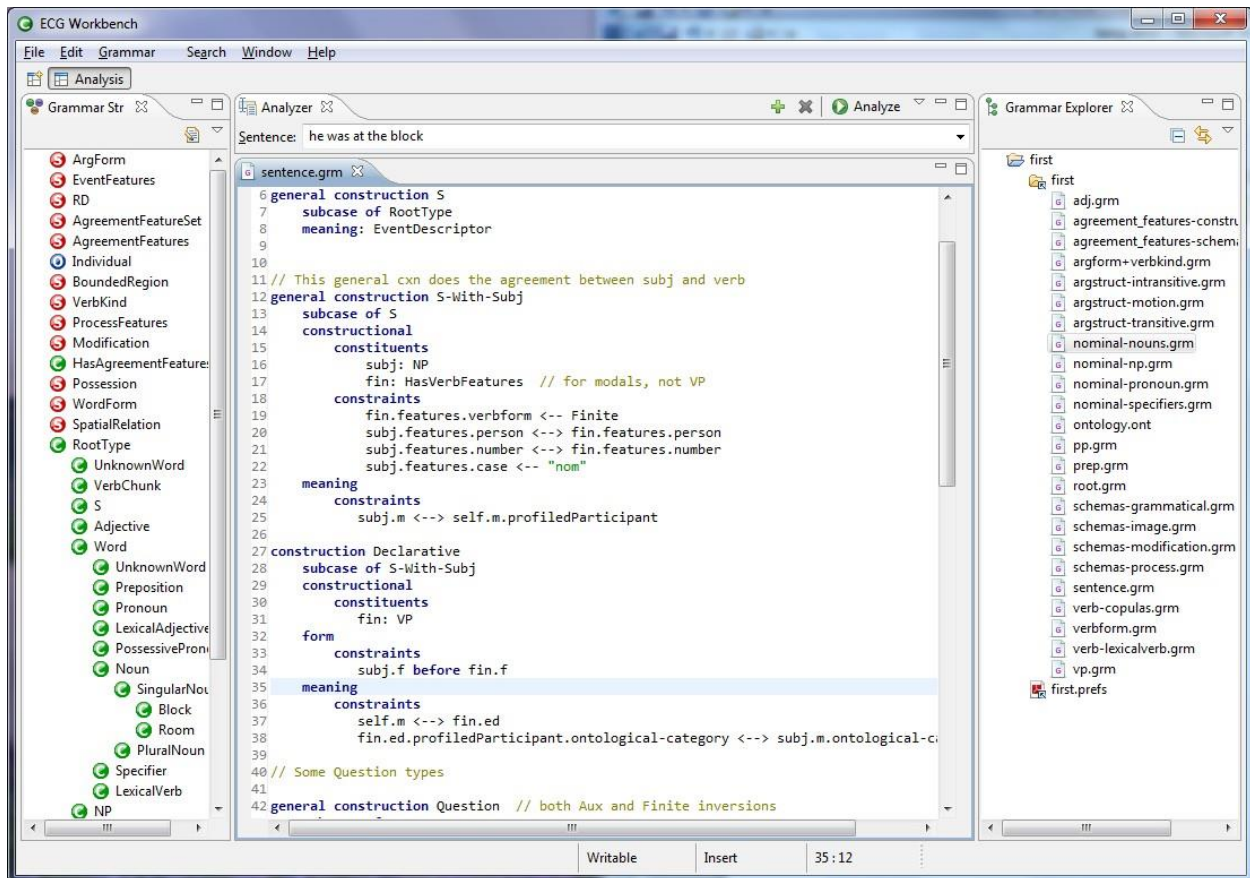 ECG Workbench
File Edit Grammar Search Window Help
Analysis
Grammar Str
ArgForm
EventFeatures
RD
AgreementFeatureSet
AgreementFeatures
Individual
BoundedRegion
VerbKind
ProcessFeatures
Modification
HasAgreementFeature
Possession
WordForm
SpatialRelation
RootType
UnknownWord
VerbChunk
S
Adjective
Word
UnknownWord
Preposition
Pronoun
LexicalAdjective
PossessivePron
Noun
SingularNou
Block
Room
PluralNoun
Specifier
LexicalVerb
NP
Analyzer
Analyze
Sentence: he was at the block
sentence.grm
6 general construction S
7 subcase of RootType
8 meaning: EventDescriptor
9
10
11 // This general cxn does the agreement between subj and verb
12 general construction S-With-Subj
13 subcase of S
14 constructional
15 constituents
16 subj: NP
17 fin: HasVerbFeatures // for modals, not VP
18 constraints
19 fin.features.verbform <-- Finite
20 subj.features.person <--> fin.features.person
21 subj.features.number <--> fin.features.number
22 subj.features.case <-- "nom"
23 meaning
24 constraints
25 subj.m <--> self.m.profiledParticipant
26
27 construction Declarative
28 subcase of S-With-Subj
29 constructional
30 constituents
31 fin: VP
32 form
33 constraints
34 subj.f before fin.f
35 meaning
36 constraints
37 self.m <--> fin.ed
38 fin.ed.profiledParticipant.ontological-category <--> subj.m.ontological-ca
39
40 // Some Question types
41
42 general construction Question // both Aux and Finite inversions
Grammar Explorer
first
first
adj.grm
agreement_features-constru
agreement_features-schema
argform+verbkind.grm
argstruct-intransitive.grm
argstruct-motion.grm
argstruct-transitive.grm
nominal-nouns.grm
nominal-np.grm
nominal-pronoun.grm
nominal-specifiers.grm
ontology.ont
pp.grm
prep.grm
root.grm
schemas-grammatical.grm
schemas-image.grm
schemas-modification.grm
schemas-process.grm
sentence.grm
verb-copulas.grm
verbform.grm
verb-lexicalverb.grm
vp.grm
first.prefs
Writable Insert 35 : 12